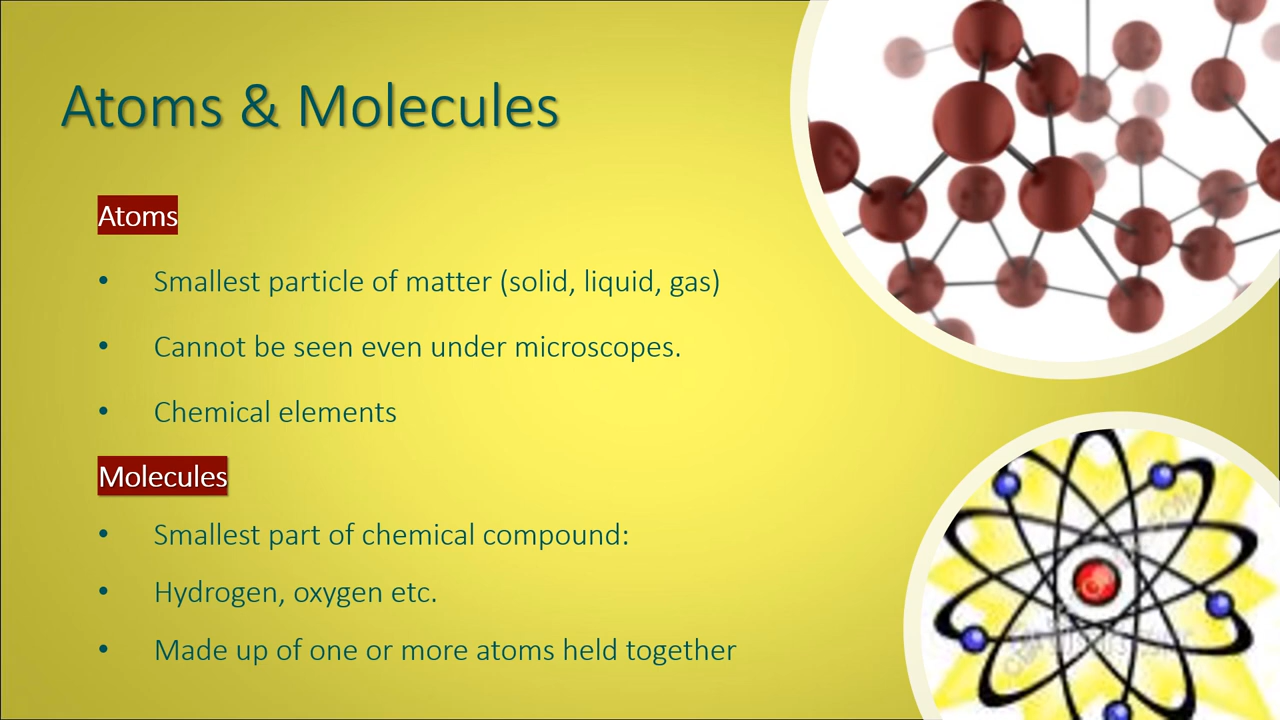 Atoms & Molecules
Atoms
• Smallest particle of matter (solid, liquid, gas)
• Cannot be seen even under microscopes.
• Chemical elements
Molecules
• Smallest part of chemical compound:
• Hydrogen, oxygen etc.
• Made up of one or more atoms held together